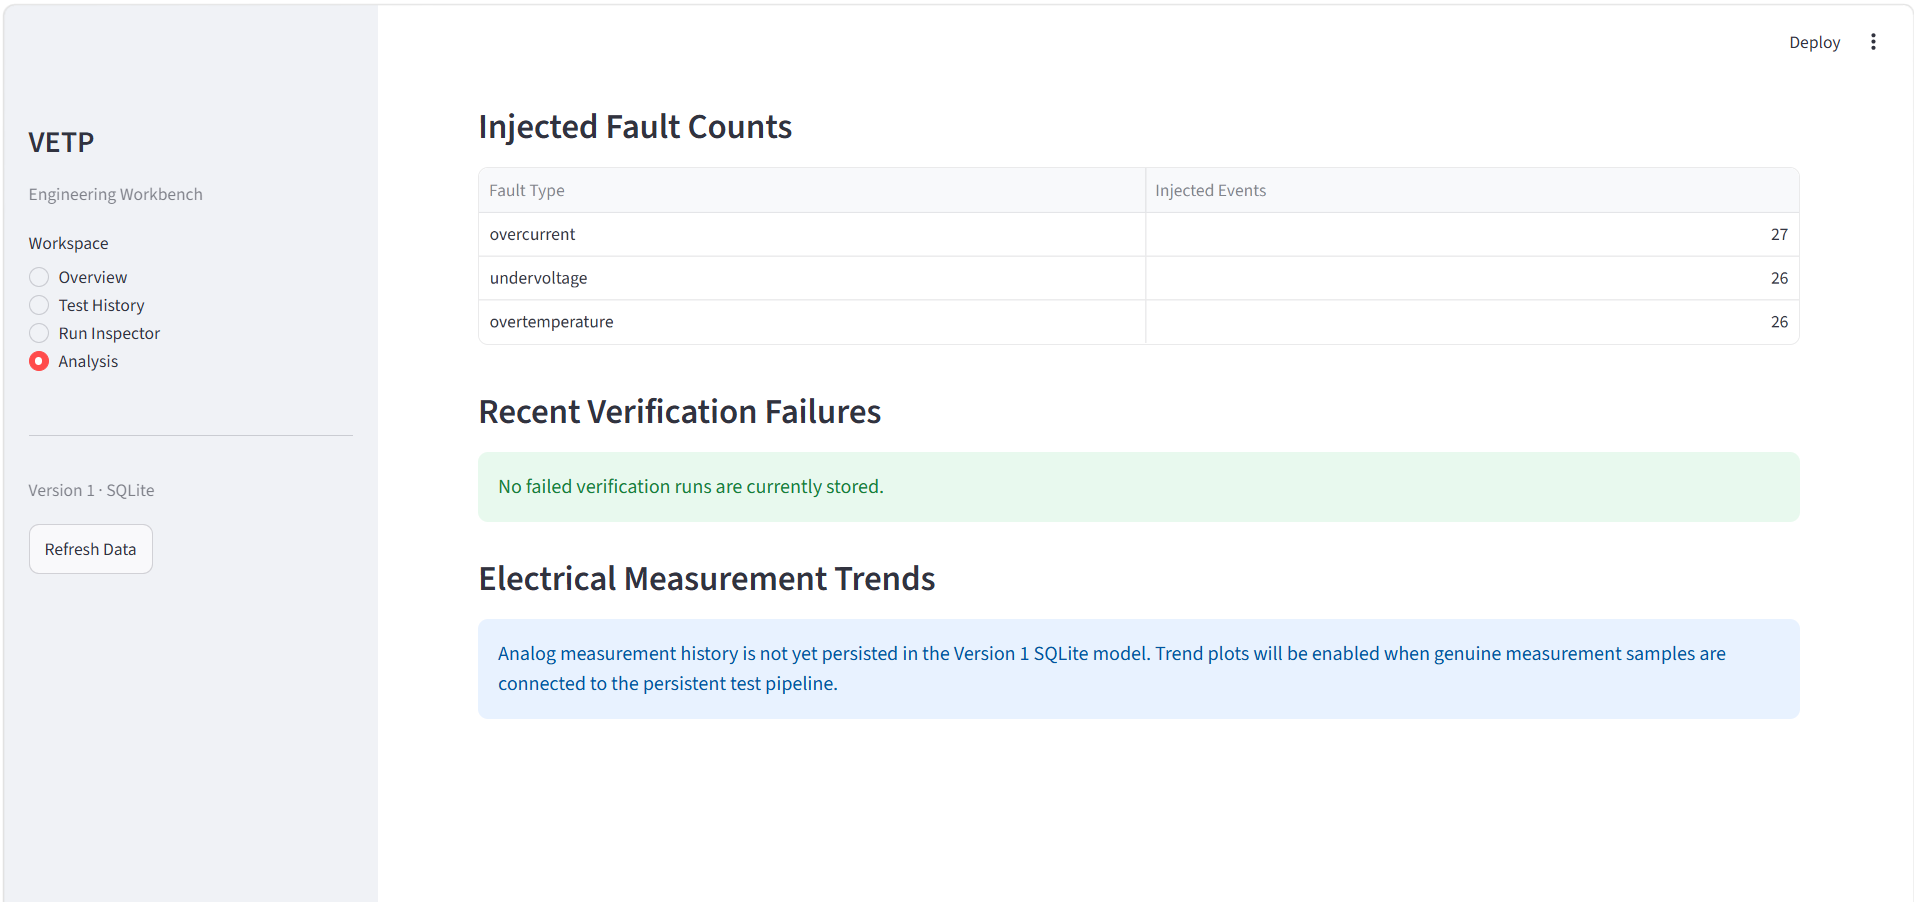 Deploy
VETP
Engineering Workbench
Workspace
Overview
Test History
Run Inspector
Analysis
Version 1 · SQLite
Refresh Data
Injected Fault Counts
Fault Type Injected Events
overcurrent 27
undervoltage 26
overtemperature 26
Recent Verification Failures
No failed verification runs are currently stored.
Electrical Measurement Trends
Analog measurement history is not yet persisted in the Version 1 SQLite model. Trend plots will be enabled when genuine measurement samples are
connected to the persistent test pipeline.